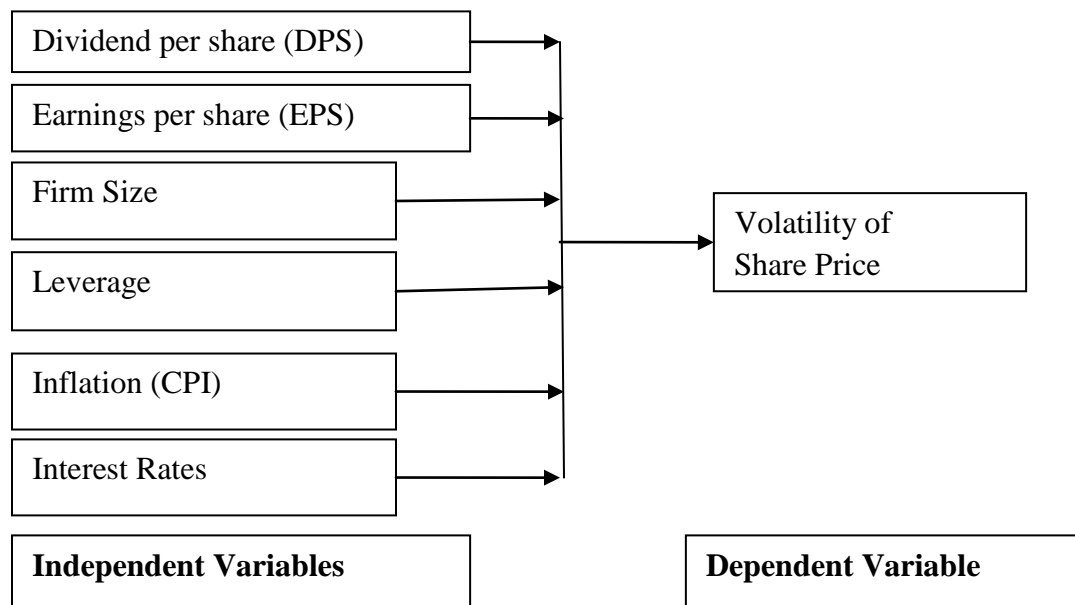 Dividend per share (DPS)
Earnings per share (EPS)
Firm Size
Leverage
Inflation (CPI)
Interest Rates
Volatility of
Share Price
Independent Variables
Dependent Variable